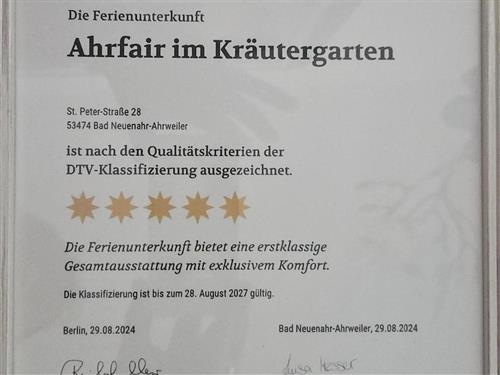 Die Ferienunterkunft
Ahrfair im Kräutergarten
St. Peter-Straße 28
53474 Bad Neuenahr-Ahrweiler
ist nach den Qualitätskriterien der
DTV-Klassifizierung ausgezeichnet.
Die Ferienunterkunft bietet eine erstklassige
Gesamtausstattung mit exklusivem Komfort.
Die Klassifizierung ist bis zum 28. August 2027 gültig.
Berlin, 29.08.2024
Bad Neuenahr-Ahrweiler, 29.08.2024
Luisa Hesser